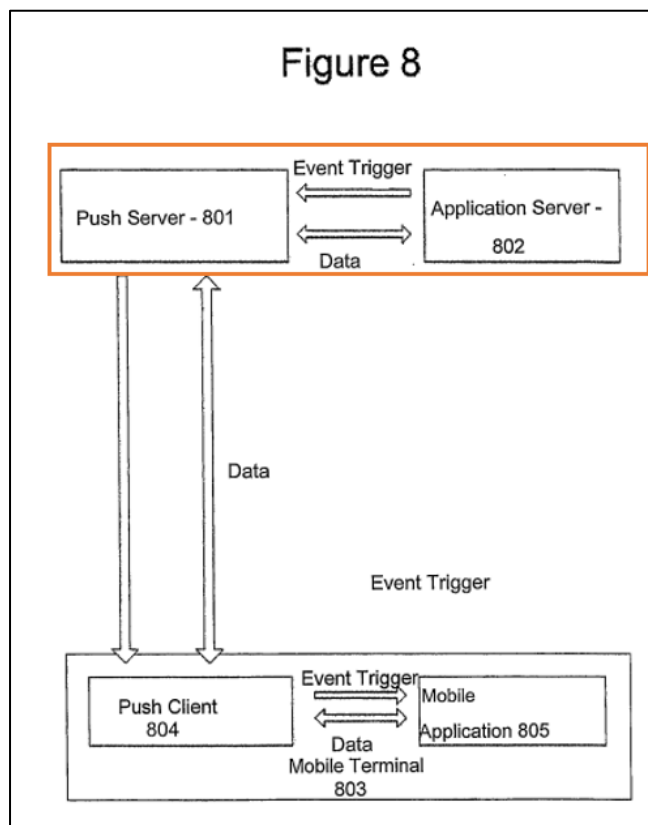 Figure 8
Event Trigger
Push Server - 801
Application Server -
802
Data
Data
Event Trigger
Event Trigger
Push Client
804
Mobile
Application 805
Data
Mobile Terminal
803